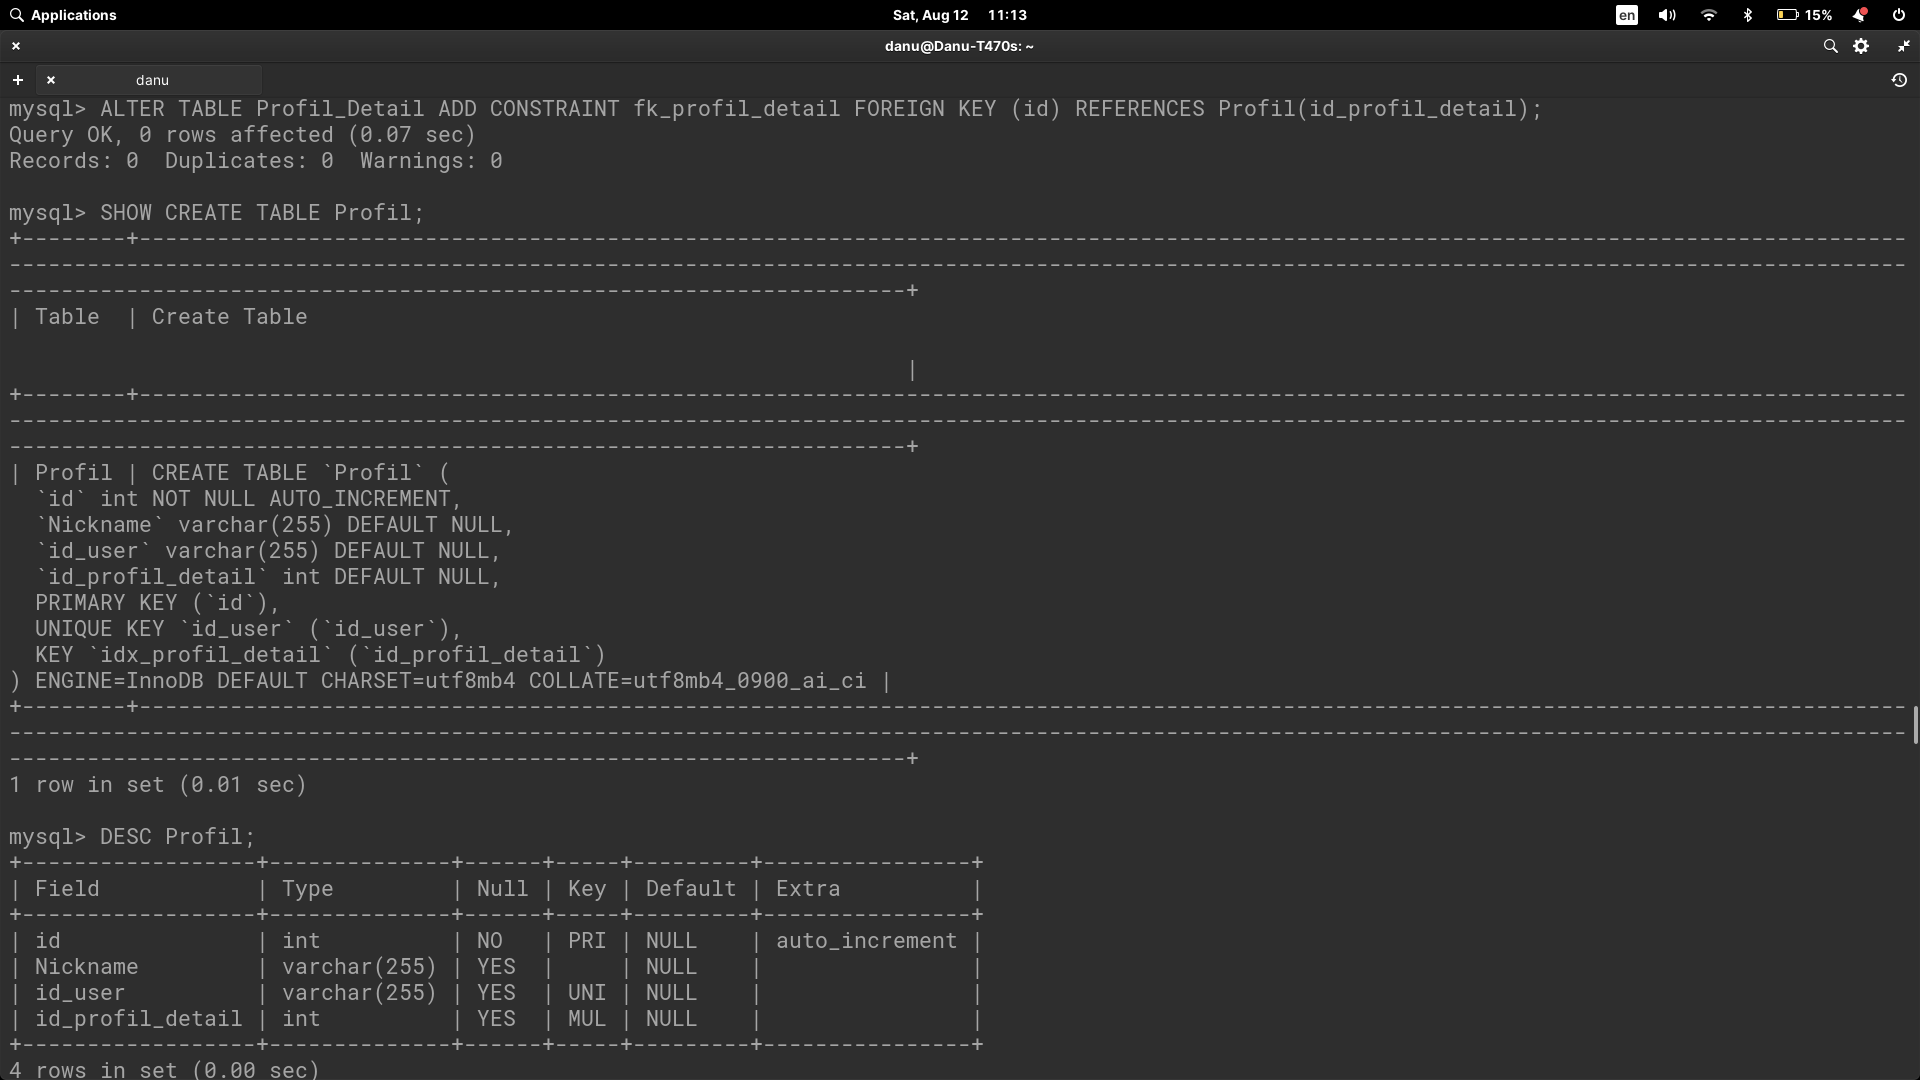 Applications
Sat, Aug 12 11:13
en 15%
danu@Danu-T470s: ~
danu
mysql> ALTER TABLE Profil_Detail ADD CONSTRAINT fk_profil_detail FOREIGN KEY (id) REFERENCES Profil(id_profil_detail);
Query OK, 0 rows affected (0.07 sec)
Records: 0  Duplicates: 0  Warnings: 0
mysql> SHOW CREATE TABLE Profil;
| Table  | Create Table
|
| Profil | CREATE TABLE `Profil` (
  `id` int NOT NULL AUTO_INCREMENT,
  `Nickname` varchar(255) DEFAULT NULL,
  `id_user` varchar(255) DEFAULT NULL,
  `id_profil_detail` int DEFAULT NULL,
  PRIMARY KEY (`id`),
  UNIQUE KEY `id_user` (`id_user`),
  KEY `idx_profil_detail` (`id_profil_detail`)
) ENGINE=InnoDB DEFAULT CHARSET=utf8mb4 COLLATE=utf8mb4_0900_ai_ci |
1 row in set (0.01 sec)
mysql> DESC Profil;
+------------------+--------------+------+-----+---------+----------------+
| Field            | Type         | Null | Key | Default | Extra          |
+------------------+--------------+------+-----+---------+----------------+
| id               | int          | NO   | PRI | NULL    | auto_increment |
| Nickname         | varchar(255) | YES  |     | NULL    |                |
| id_user          | varchar(255) | YES  | UNI | NULL    |                |
| id_profil_detail | int          | YES  | MUL | NULL    |                |
+------------------+--------------+------+-----+---------+----------------+
4 rows in set (0.00 sec)